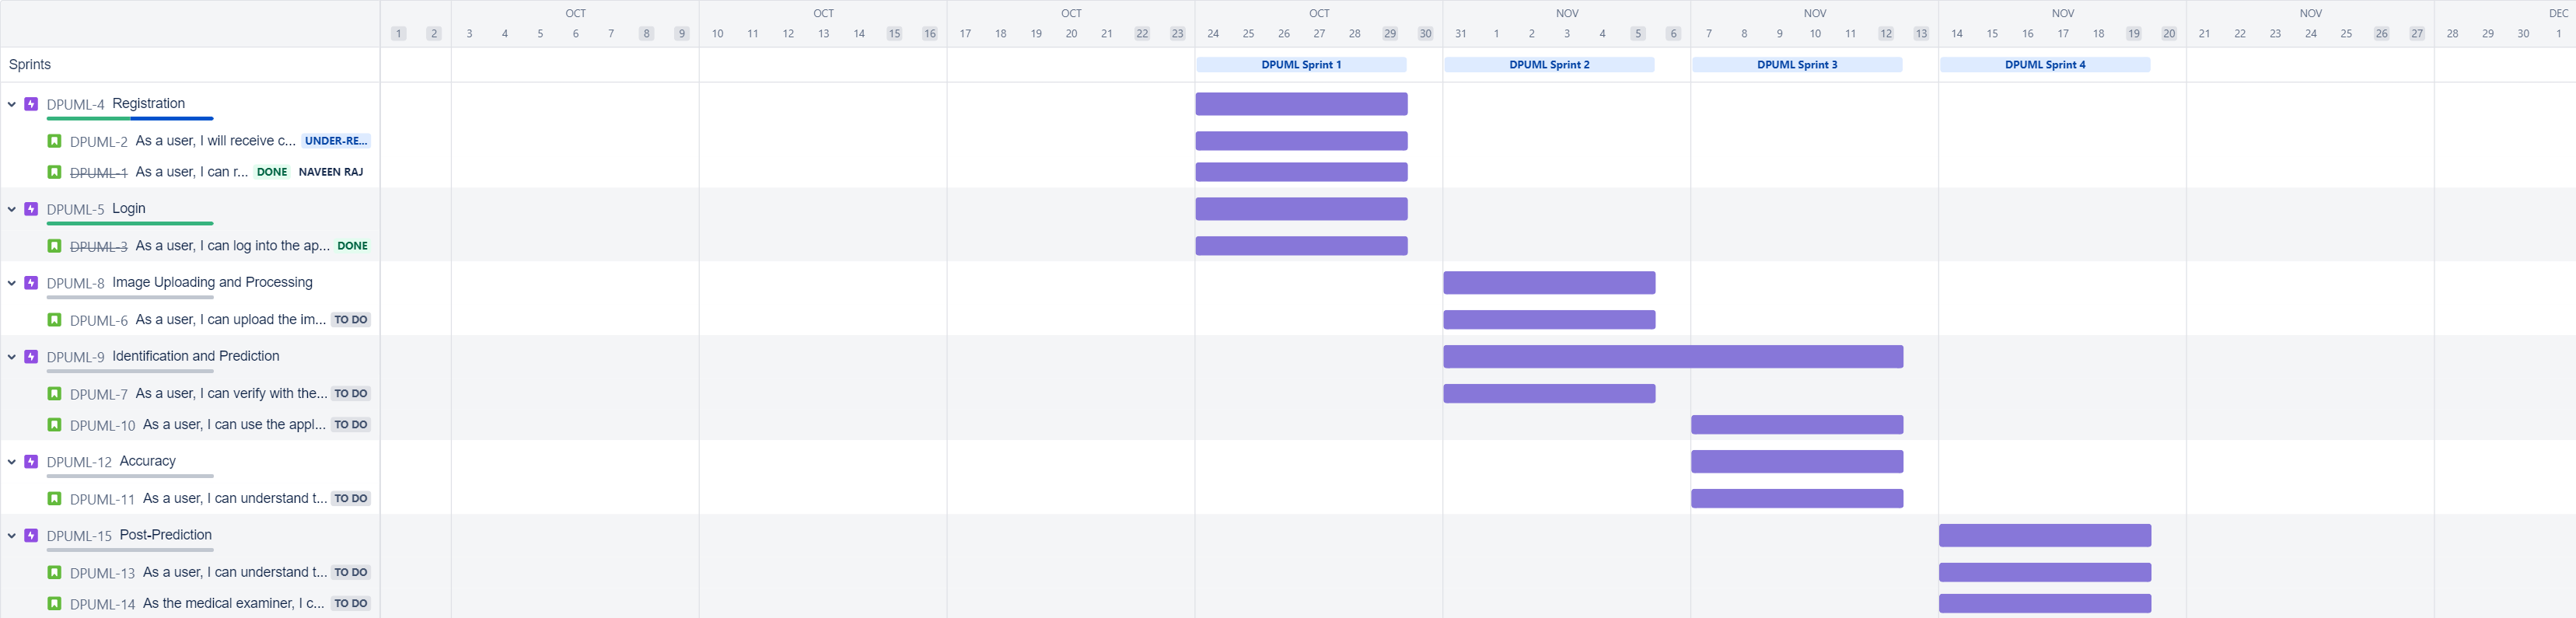 OCT OCT OCT OCT NOV NOV NOV NOV DEC
1 2 3 4 5 6 7 8 9 10 11 12 13 14 15 16 17 18 19 20 21 22 23 24 25 26 27 28 29 30 31 1 2 3 4 5 6 7 8 9 10 11 12 13 14 15 16 17 18 19 20 21 22 23 24 25 26 27 28 29 30 1
Sprints DPUML Sprint 1 DPUML Sprint 2 DPUML Sprint 3 DPUML Sprint 4
DPUML-4 Registration
DPUML-2 As a user, I will receive c... UNDER-RE...
DPUML-1 As a user, I can r... DONE NAVEEN RAJ
DPUML-5 Login
DPUML-3 As a user, I can log into the ap... DONE
DPUML-8 Image Uploading and Processing
DPUML-6 As a user, I can upload the im... TO DO
DPUML-9 Identification and Prediction
DPUML-7 As a user, I can verify with the... TO DO
DPUML-10 As a user, I can use the appl... TO DO
DPUML-12 Accuracy
DPUML-11 As a user, I can understand t... TO DO
DPUML-15 Post-Prediction
DPUML-13 As a user, I can understand t... TO DO
DPUML-14 As the medical examiner, I c... TO DO